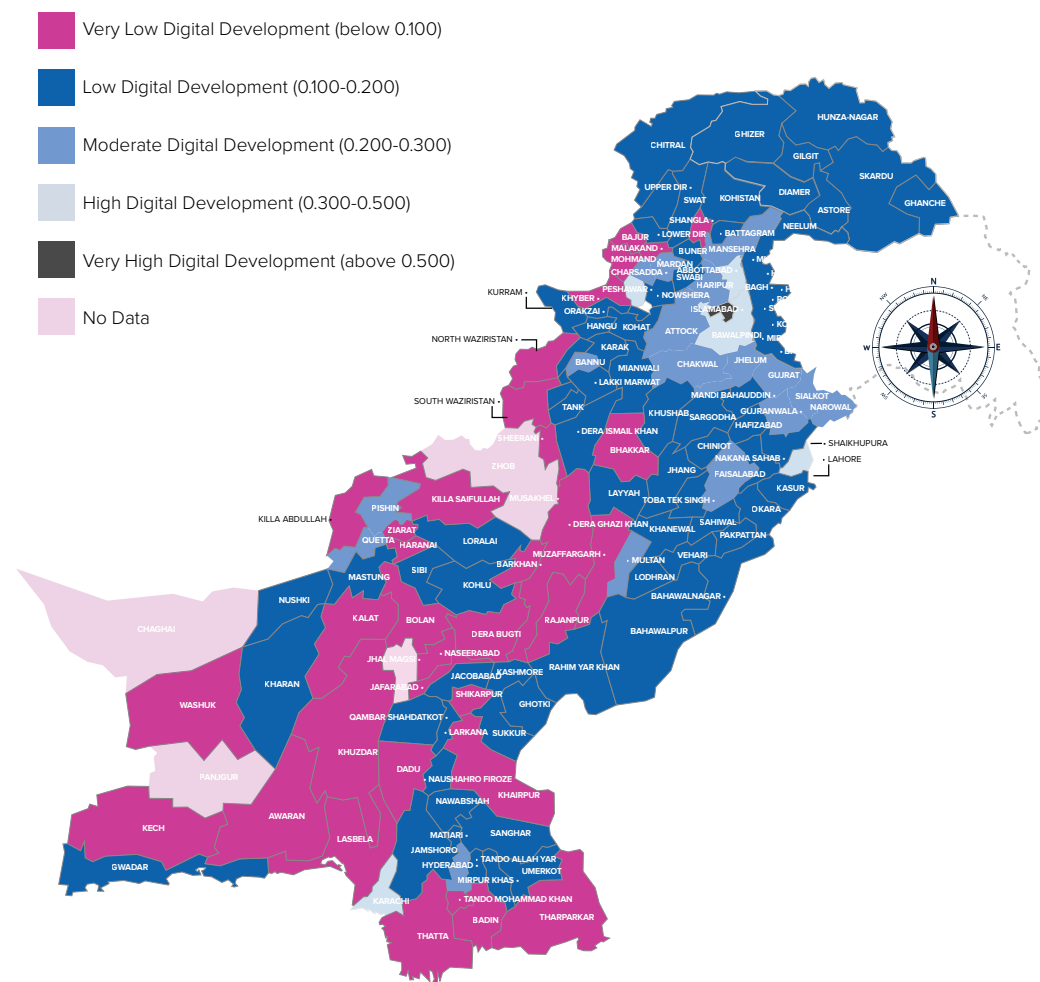 Very Low Digital Development (below 0.100)
Low Digital Development (0.100-0.200)
Moderate Digital Development (0.200-0.300)
High Digital Development (0.300-0.500)
Very High Digital Development (above 0.500)
No Data
HUNZA-NAGAR
GHIZER
CHITRAL
GILGIT
SKARDU
UPPER DIR
SWAT
KOHISTAN
DIAMER
GHANCHE
ASTORE
SHANGLA
NEELUM
BAJUR
LOWER DIR
BATTAGRAM
MALAKAND
BUNER
MANSEHRA
MOHMAND
MARDAN
CHARSADDA
ABBOTTABAD
SWABI
HARIPUR
BAGH
PESHAWAR
NOWSHERA
KURRAM
KHYBER
ORAKZAI
ISLAMABAD
HANGU
KOHAT
ATTOCK
RAWALPINDI
NORTH WAZIRISTAN
KARAK
BANNU
MIANWALI
CHAKWAL
JHELUM
GUJRAT
LAKKI MARWAT
MANDI BAHAUDDIN
SIALKOT
SOUTH WAZIRISTAN
TANK
KHUSHAB
SARGODHA
GUJRANWALA
NAROWAL
HAFIZABAD
SHEERANI
DERA ISMAIL KHAN
BHAKKAR
CHINIOT
SHAIKHUPURA
NAKANA SAHAB
LAHORE
ZHOB
JHANG
FAISALABAD
KASUR
KILLA SAIFULLAH
MUSAKHEL
LAYYAH
TOBA TEK SINGH
PISHIN
OKARA
KILLA ABDULLAH
ZIARAT
DERA GHAZI KHAN
KHANEWAL
SAHIWAL
PAKPATTAN
QUETTA
HARANAI
LORALAI
MUZAFFARGARH
MULTAN
VEHARI
BARKHAN
MASTUNG
SIBI
KOHLU
LODHRAN
NUSHKI
BAHAWALNAGAR
KALAT
BOLAN
RAJANPUR
CHAGHAI
DERA BUGTI
BAHAWALPUR
JHAL MAGSI
NASEERABAD
RAHIM YAR KHAN
KHARAN
JAFARABAD
JACOBABAD
KASHMORE
SHIKARPUR
WASHUK
GHOTKI
QAMBAR SHAHDATKOT
LARKANA
SUKKUR
KHUZDAR
PANJGUR
DADU
NAUSHAHRO FIROZE
KHAIRPUR
NAWABSHAH
AWARAN
KECH
LASBELA
MATIARI
SANGHAR
JAMSHORO
GWADAR
HYDERABAD
TANDO ALLAH YAR
UMERKOT
MIRPUR KHAS
KARACHI
TANDO MOHAMMAD KHAN
BADIN
THARPARKAR
THATTA
N
NE
E
SE
S
SW
W
NW